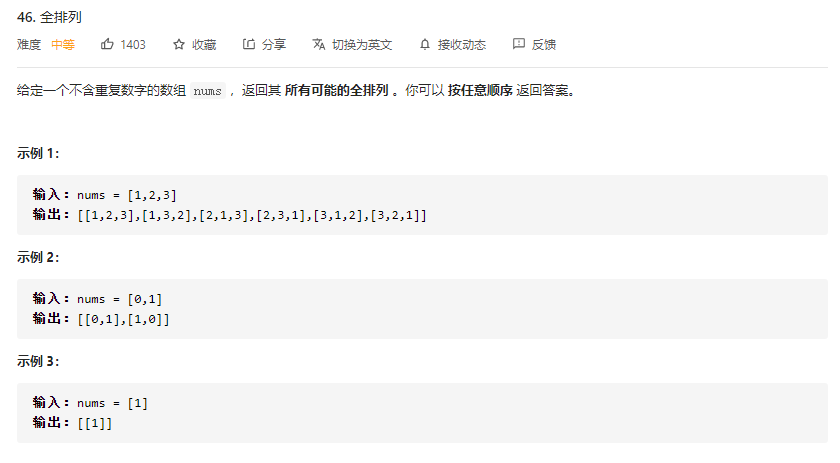 46. 全排列
难度 中等 1403 收藏 分享 切换为英文 接收动态 反馈
给定一个不含重复数字的数组 nums ，返回其 所有可能的全排列 。你可以 按任意顺序 返回答案。
示例 1：
输入：nums = [1,2,3]
输出：[[1,2,3],[1,3,2],[2,1,3],[2,3,1],[3,1,2],[3,2,1]]
示例 2：
输入：nums = [0,1]
输出：[[0,1],[1,0]]
示例 3：
输入：nums = [1]
输出：[[1]]